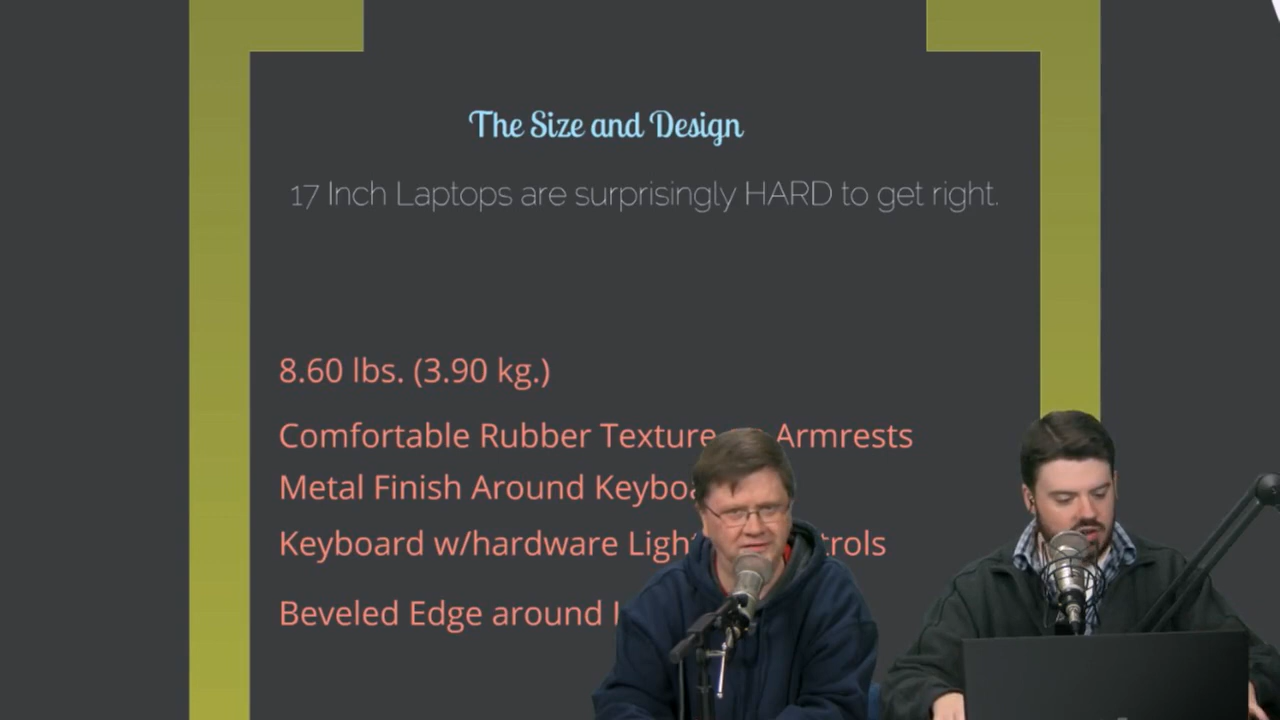 The Size and Design
17 Inch Laptops are surprisingly HARD to get right.
8.60 lbs. (3.90 kg.)
Comfortable Rubber Texture Armrests
Metal Finish Around
Keyboard w/hardware
Beveled Edge around